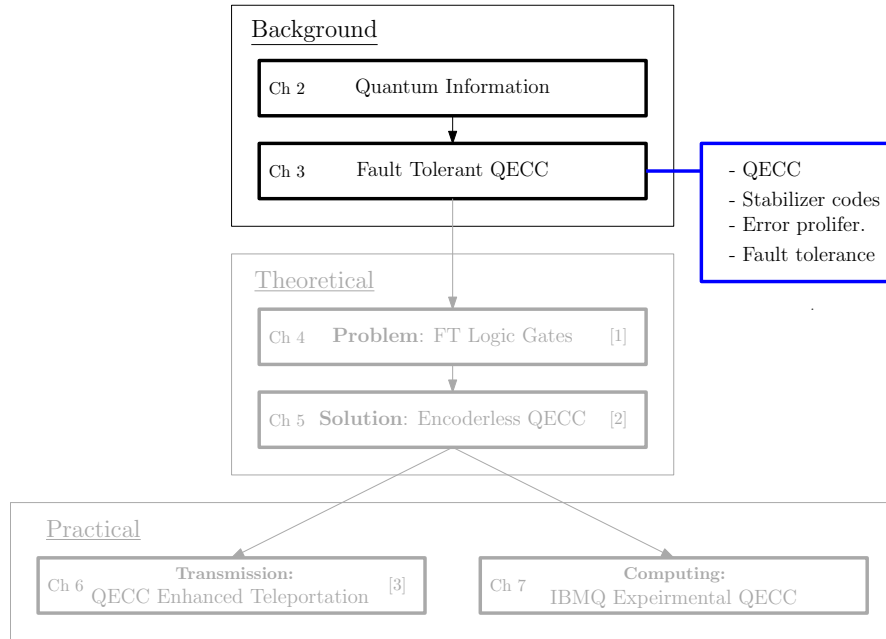 Background
Ch 2 Quantum Information
Ch 3 Fault Tolerant QECC
- QECC
- Stabilizer codes
- Error prolifer.
- Fault tolerance
.
Theoretical
Ch 4 Problem: FT Logic Gates [1]
Ch 5 Solution: Encoderless QECC [2]
Practical
Ch 6 Transmission:
QECC Enhanced Teleportation [3]
Ch 7 Computing:
IBMQ Expeirmental QECC